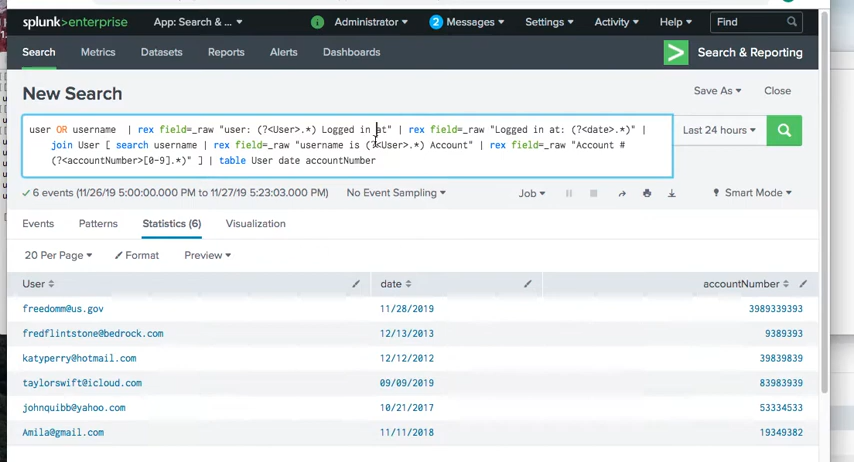 splunk>enterprise App: Search & ... i Administrator 2 Messages Settings Activity Help Find
Search Metrics Datasets Reports Alerts Dashboards > Search & Reporting
New Search Save As Close
user OR username | rex field=_raw "user: (?<User>.*) Logged in at" | rex field=_raw "Logged in at: (?<date>.*)" |
join User [ search username | rex field=_raw "username is (?<User>.*) Account" | rex field=_raw "Account #
(?<accountNumber>[0-9].*)" ] | table User date accountNumber
Last 24 hours
✓ 6 events (11/26/19 5:00:00.000 PM to 11/27/19 5:23:03.000 PM) No Event Sampling Job Smart Mode
Events Patterns Statistics (6) Visualization
20 Per Page Format Preview
User date accountNumber
freedomm@us.gov 11/28/2019 3989339393
fredflintstone@bedrock.com 12/13/2013 9389393
katyperry@hotmail.com 12/12/2012 39839839
taylorswift@icloud.com 09/09/2019 83983939
johnquibb@yahoo.com 10/21/2017 53334533
Amila@gmail.com 11/11/2018 19349382